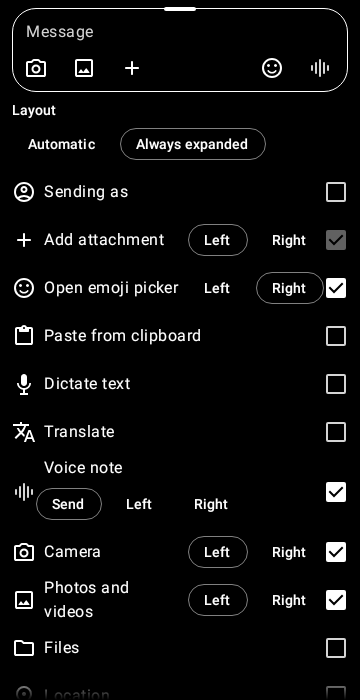 Message
Layout
Automatic Always expanded
Sending as
Add attachment Left Right
Open emoji picker Left Right
Paste from clipboard
Dictate text
Translate
Voice note
Send Left Right
Camera Left Right
Photos and
videos Left Right
Files
Location